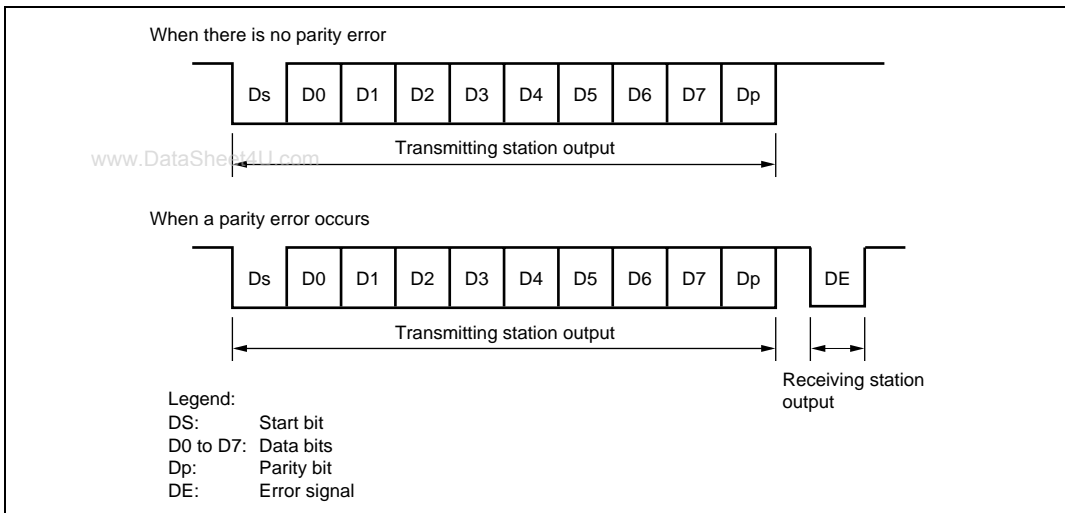 When there is no parity error
Ds D0 D1 D2 D3 D4 D5 D6 D7 Dp
Transmitting station output
www.DataSheet4U.com
When a parity error occurs
Ds D0 D1 D2 D3 D4 D5 D6 D7 Dp DE
Transmitting station output
Receiving station
output
Legend:
DS: Start bit
D0 to D7: Data bits
Dp: Parity bit
DE: Error signal